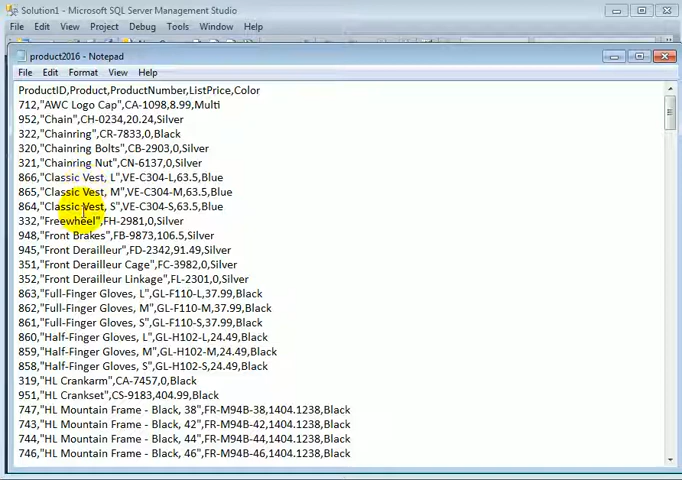 Solution1 - Microsoft SQL Server Management Studio
File Edit View Project Debug Tools Window Help
product2016 - Notepad
File Edit Format View Help
ProductID,Product,ProductNumber,ListPrice,Color
712,"AWC Logo Cap",CA-1098,8.99,Multi
952,"Chain",CH-0234,20.24,Silver
322,"Chainring",CR-7833,0,Black
320,"Chainring Bolts",CB-2903,0,Silver
321,"Chainring Nut",CN-6137,0,Silver
866,"Classic Vest, L",VE-C304-L,63.5,Blue
865,"Classic Vest, M",VE-C304-M,63.5,Blue
864,"Classic Vest, S",VE-C304-S,63.5,Blue
332,"Freewheel",FH-2981,0,Silver
948,"Front Brakes",FB-9873,106.5,Silver
945,"Front Derailleur",FD-2342,91.49,Silver
351,"Front Derailleur Cage",FC-3982,0,Silver
352,"Front Derailleur Linkage",FL-2301,0,Silver
863,"Full-Finger Gloves, L",GL-F110-L,37.99,Black
862,"Full-Finger Gloves, M",GL-F110-M,37.99,Black
861,"Full-Finger Gloves, S",GL-F110-S,37.99,Black
860,"Half-Finger Gloves, L",GL-H102-L,24.49,Black
859,"Half-Finger Gloves, M",GL-H102-M,24.49,Black
858,"Half-Finger Gloves, S",GL-H102-S,24.49,Black
319,"HL Crankarm",CA-7457,0,Black
951,"HL Crankset",CS-9183,404.99,Black
747,"HL Mountain Frame - Black, 38",FR-M94B-38,1404.1238,Black
743,"HL Mountain Frame - Black, 42",FR-M94B-42,1404.1238,Black
744,"HL Mountain Frame - Black, 44",FR-M94B-44,1404.1238,Black
746,"HL Mountain Frame - Black, 46",FR-M94B-46,1404.1238,Black